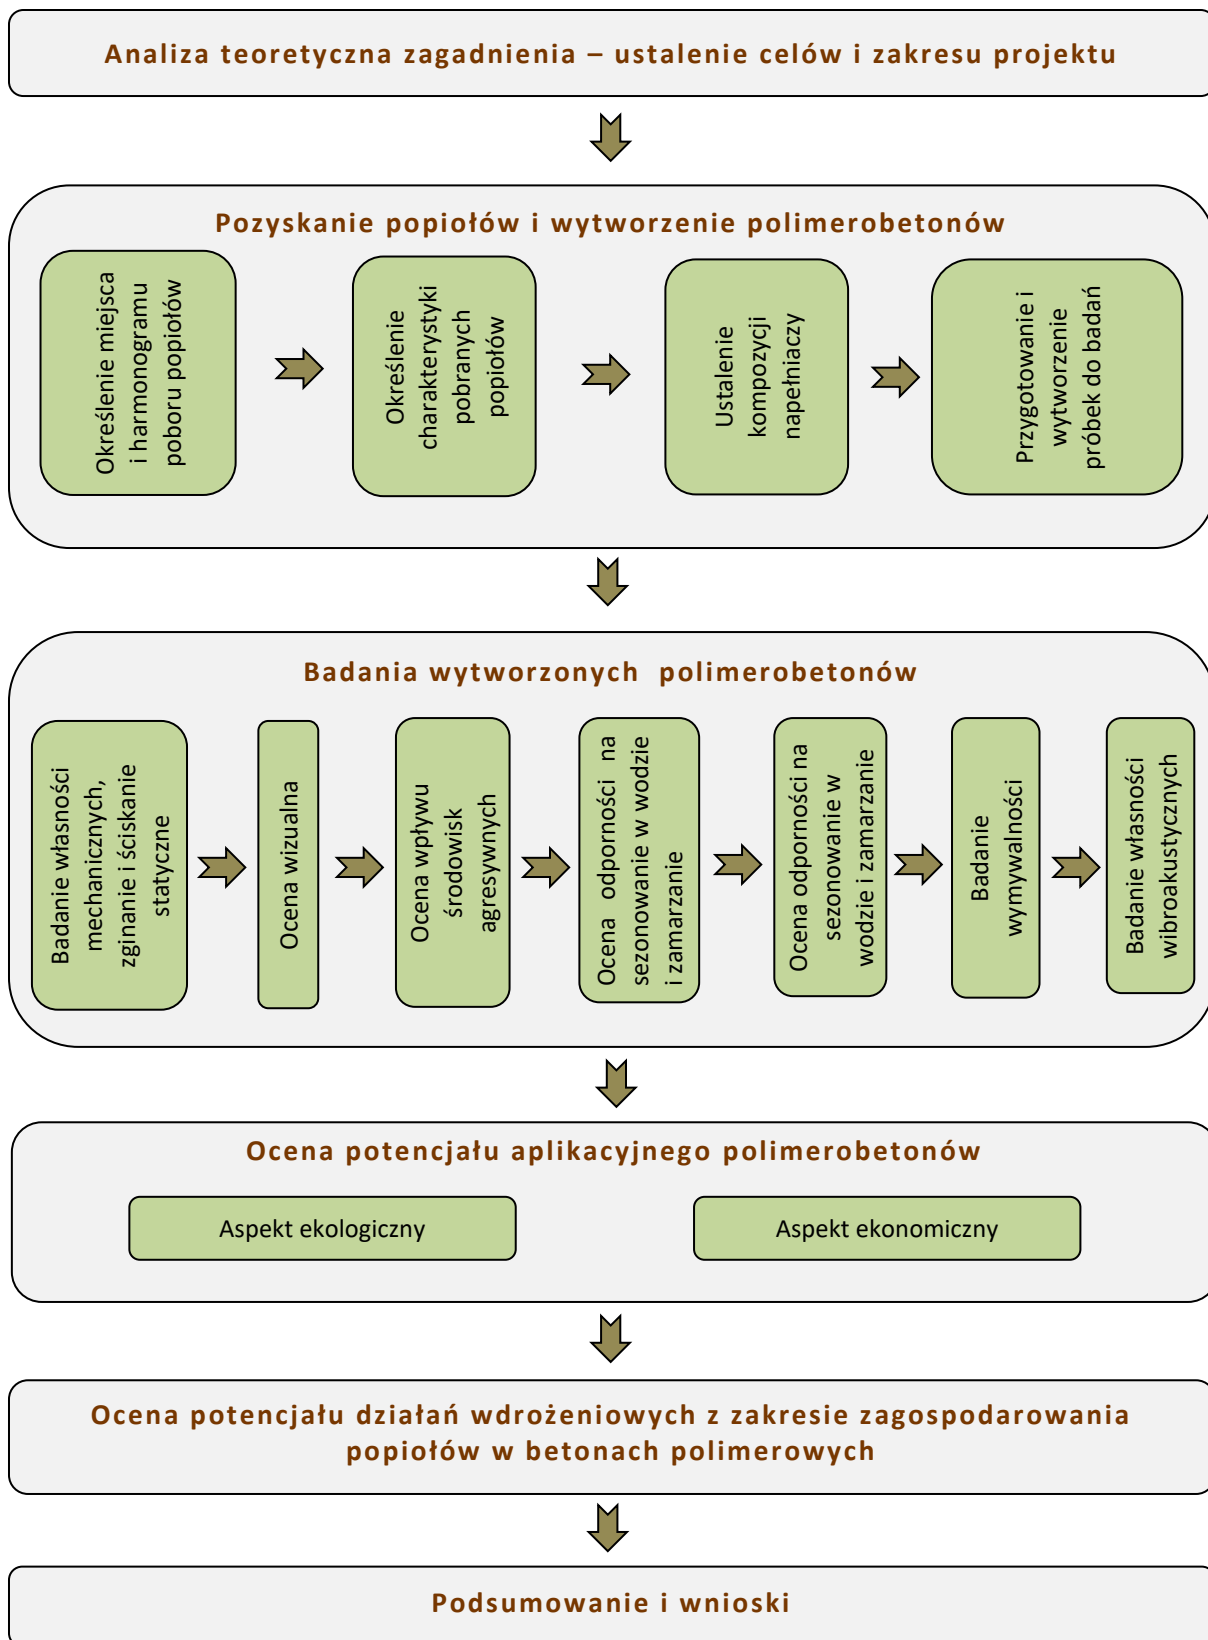 Analiza teoretyczna zagadnienia – ustalenie celów i zakresu projektu
Pozyskanie popiołów i wytworzenie polimerobetonów
Określenie miejsca
i harmonogramu
poboru popiołów
Określenie
charakterystyki
pobranych
popiołów
Ustalenie
kompozycji
napełniaczy
Przygotowanie i
wytworzenie
próbek do badań
Badania wytworzonych polimerobetonów
Badanie własności
mechanicznych,
zginanie i ściskanie
statyczne
Ocena wizualna
Ocena wpływu
środowisk
agresywnych
Ocena odporności na
sezonowanie w wodzie
i zamarzanie
Ocena odporności na
sezonowanie w
wodzie i zamarzanie
Badanie
wymywalności
Badanie własności
wibroakustycznych
Ocena potencjału aplikacyjnego polimerobetonów
Aspekt ekologiczny
Aspekt ekonomiczny
Ocena potencjału działań wdrożeniowych z zakresie zagospodarowania
popiołów w betonach polimerowych
Podsumowanie i wnioski